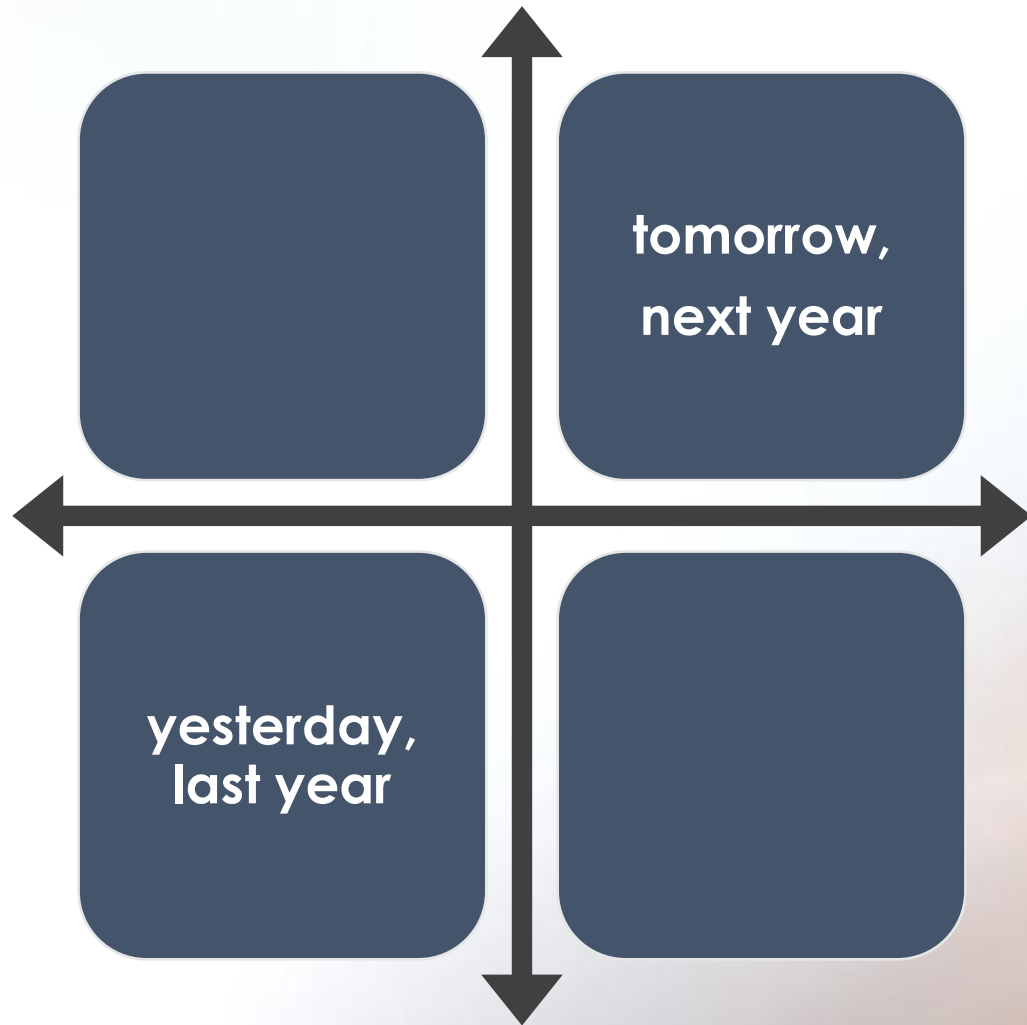 tomorrow,
next year
yesterday,
last year